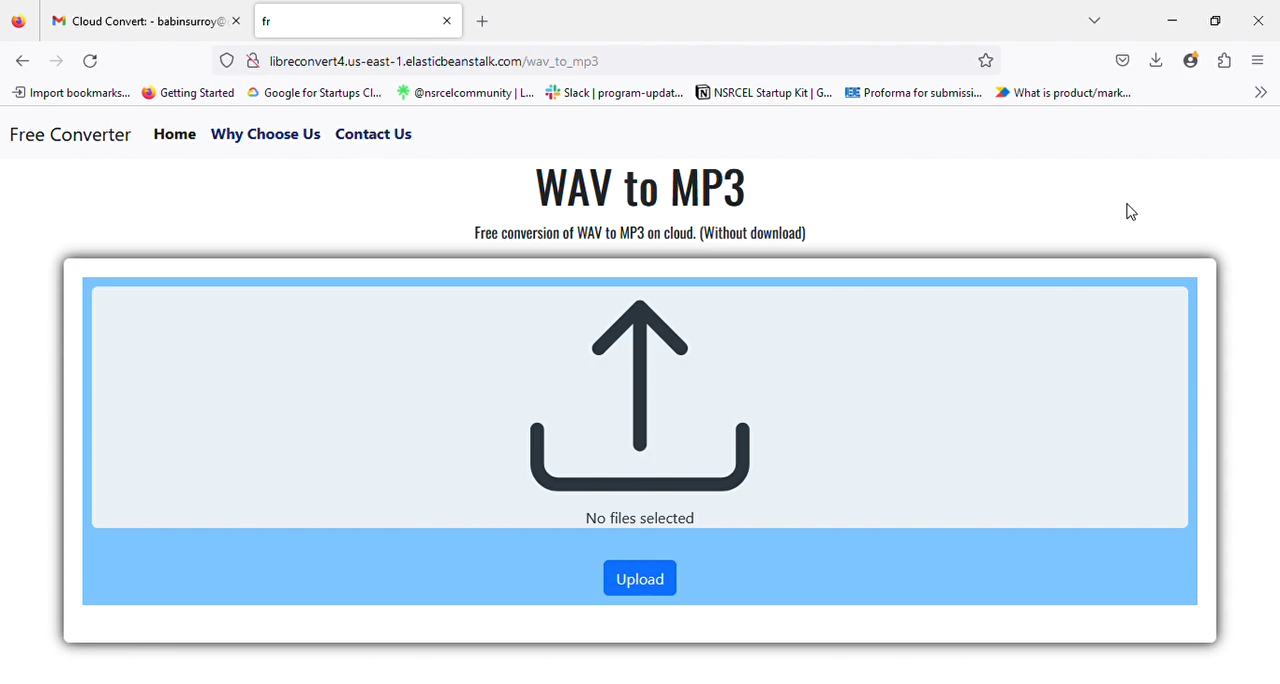 Cloud Convert: - babinsurroy@
fr
libreconvert4.us-east-1.elasticbeanstalk.com/wav_to_mp3
Import bookmarks...
Getting Started
Google for Startups Cl...
@nsrcelcommunity | L...
Slack | program-updat...
NSRCEL Startup Kit | G...
Proforma for submissi...
What is product/mark...
Free Converter
Home
Why Choose Us
Contact Us
WAV to MP3
Free conversion of WAV to MP3 on cloud. (Without download)
No files selected
Upload